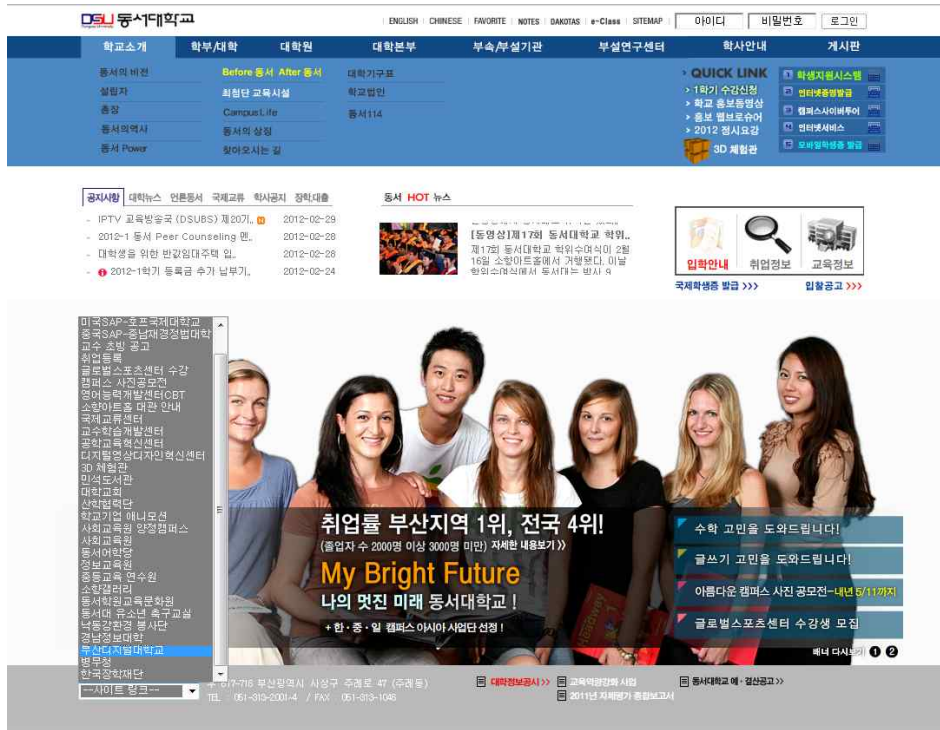 DSU 동서대학교
ENGLISH CHINESE FAVORITE NOTES DAKOTAS e-Class SITEMAP 아이디 비밀번호 로그인
학교소개 학부/대학 대학원 대학본부 부속/부설기관 부설연구센터 학사안내 게시판
동서의 비전
설립자
총장
동서의역사
동서 Power
Before 동서 After 동서
최첨단 교육시설
Campus Life
동서의 상징
찾아오시는 길
대학기구표
학교법인
동서114
› QUICK LINK
› 1학기 수강신청
› 학교 홍보동영상
› 홍보 웹브로슈어
› 2012 정시요강
3D 체험관
학생지원시스템
인터넷증명발급
캠퍼스사이버투어
인터넷서비스
모바일학생증 발급
공지사항 대학뉴스 언론동서 국제교류 학사공지 장학,대출
- IPTV 교육방송국 (DSUBS) 제20기.. 2012-02-29
- 2012-1 동서 Peer Counseling 멘.. 2012-02-28
- 대학생을 위한 반값임대주택 입.. 2012-02-28
- 2012-1학기 등록금 추가 납부기.. 2012-02-24
동서 HOT 뉴스
[동영상]제17회 동서대학교 학위..
제17회 동서대학교 학위수여식이 2월
16일 소향아트홀에서 거행됐다. 이날
학위수여식에서 동서대는 박사 9
입학안내 취업정보 교육정보
국제학생증 발급 >>> 입찰공고 >>>
미국SAP-호프국제대학교
중국SAP-중남재경정법대학
교수 초빙 공고
취업등록
글로벌스포츠센터 수강
캠퍼스 사진공모전
영어능력개발센터CBT
소향아트홀 대관 안내
국제교류센터
교수학습개발센터
공학교육혁신센터
디지털영상디자인혁신센터
3D 체험관
민석도서관
대학교회
산학협력단
학교기업 애니모션
사회교육원 양정캠퍼스
사회교육원
동서어학당
정보교육원
중등교육 연수원
소향갤러리
동서학원교육문화원
동서대 유소년 축구교실
낙동강환경 봉사단
경남정보대학
부산디지털대학교
병무청
한국장학재단
--사이트 링크--
취업률 부산지역 1위, 전국 4위!
(졸업자 수 2000명 이상 3000명 미만) 자세한 내용보기 》
My Bright Future
나의 멋진 미래 동서대학교 !
+ 한 · 중 · 일 캠퍼스 아시아 사업단 선정 !
수학 고민을 도와드립니다!
글쓰기 고민을 도와드립니다!
아름다운 캠퍼스 사진 공모전-내년 5/11까지
글로벌스포츠센터 수강생 모집
배너 다시보기 1 2
617-716 부산광역시 사상구 주례로 47 (주례동)
TEL : 051-313-2001~4 / FAX : 051-313-1046
대학정보공시 >> 교육역량강화 사업 동서대학교 예 · 결산공고 >>
2011년 자체평가 종합보고서